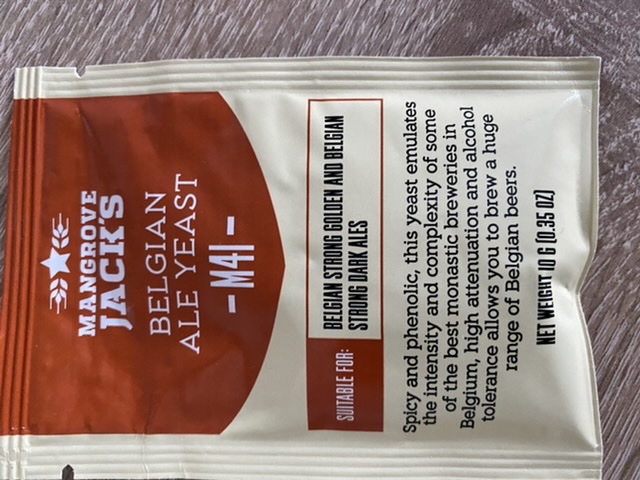 MANGROVE
JACK'S
BELGIAN
ALE YEAST
- M41 -
SUITABLE FOR:
BELGIAN STRONG GOLDEN AND BELGIAN
STRONG DARK ALES
Spicy and phenolic, this yeast emulates
the intensity and complexity of some
of the best monastic breweries in
Belgium, high attenuation and alcohol
tolerance allows you to brew a huge
range of Belgian beers.
NET WEIGHT 10 G (0.35 OZ)